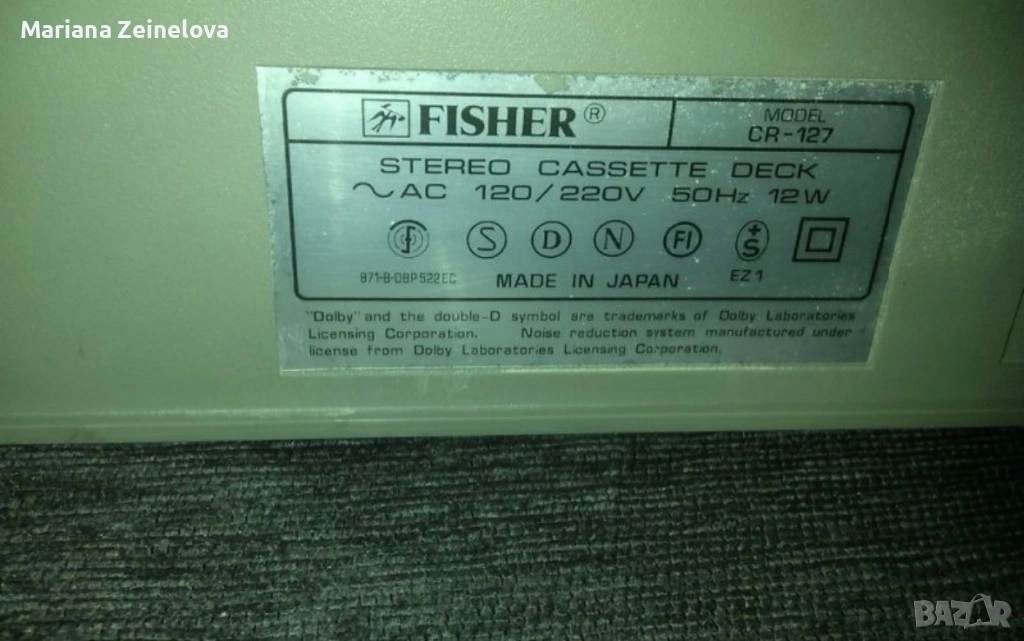 Mariana Zeinelova
FISHER®
MODEL
CR-127
STEREO CASSETTE DECK
~AC 120/220V 50Hz 12W
S D N FI +S
871-B-DBP522EC MADE IN JAPAN EZ1
"Dolby" and the double-D symbol are trademarks of Dolby Laboratories
Licensing Corporation. Noise reduction system manufactured under
license from Dolby Laboratories Licensing Corporation.
BAZAR